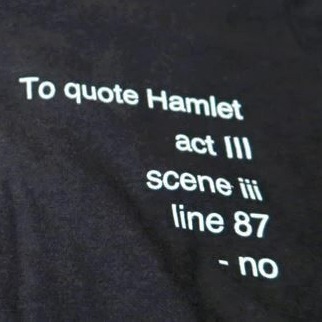 To quote Hamlet
act III
scene iii
line 87
- no